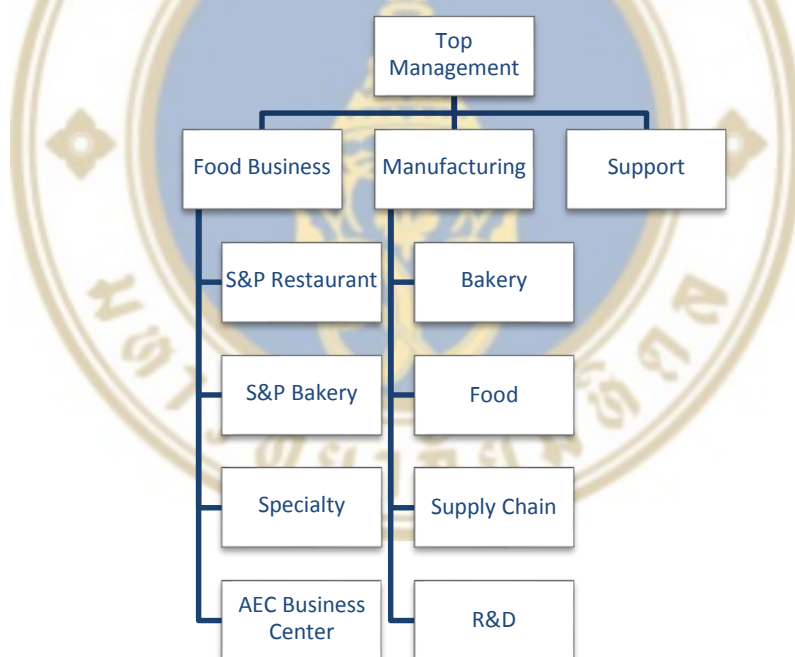 Top
Management
Food Business
Manufacturing
Support
S&P Restaurant
Bakery
S&P Bakery
Food
Specialty
Supply Chain
AEC Business
Center
R&D